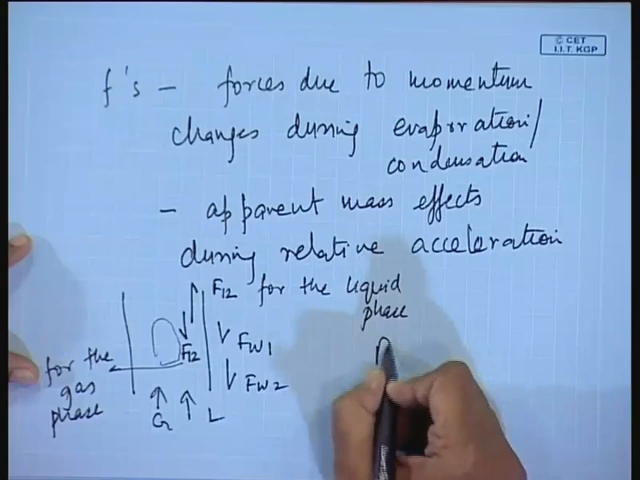 © CET
I.I.T. KGP
f's - forces due to momentum
changes during evaporation/
condensation
- apparent mass effects
during relative acceleration
F12 for the liquid
phase
for the
gas
phase
F12
FW1
FW2
G
L